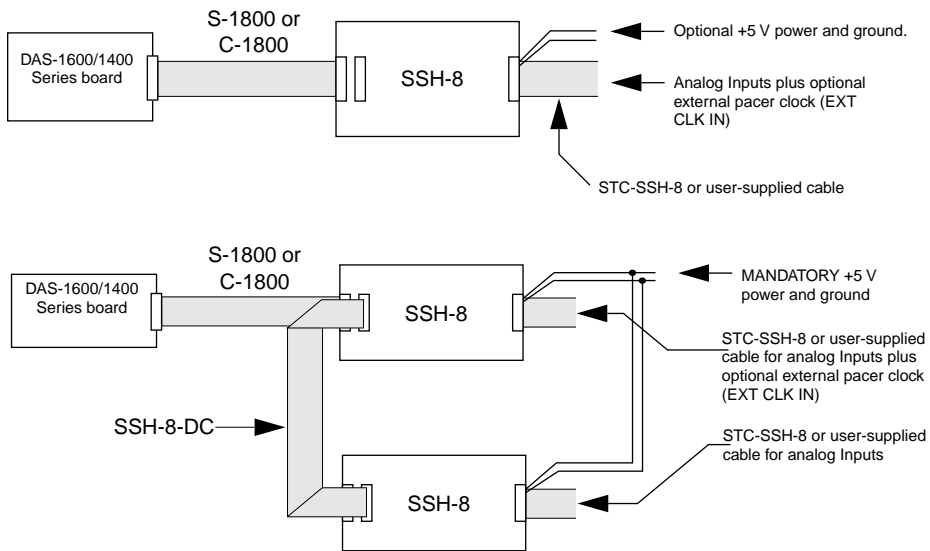 S-1800 or
C-1800
DAS-1600/1400
Series board
SSH-8
Optional +5 V power and ground.
Analog Inputs plus optional
external pacer clock (EXT
CLK IN)
STC-SSH-8 or user-supplied cable
S-1800 or
C-1800
DAS-1600/1400
Series board
SSH-8
MANDATORY +5 V
power and ground
STC-SSH-8 or user-supplied
cable for analog Inputs plus
optional external pacer clock
(EXT CLK IN)
SSH-8-DC
STC-SSH-8 or user-supplied
cable for analog Inputs
SSH-8